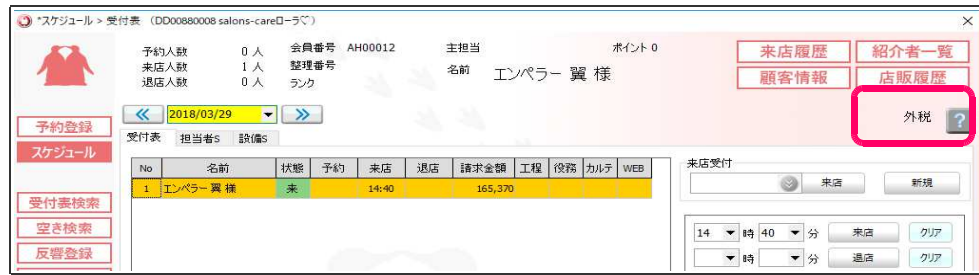 *スケジュール > 受付表 （DD00880008 salons-careローラ♡）
予約人数 0 人 会員番号 AH00012 主担当 ポイント 0
来店人数 1 人 整理番号 名前 エンペラー 翼 様
退店人数 0 人 ランク
来店履歴 紹介者一覧
顧客情報 店販履歴
外税 ?
予約登録
スケジュール
受付表検索
空き検索
反響登録
2018/03/29
受付表 担当者S 設備S
No 名前 状態 予約 来店 退店 請求金額 工程 役務 カルテ WEB
1 エンペラー 翼 様 来 14:40 165,370
来店受付
来店 新規
14 時 40 分 来店 クリア
時 分 退店 クリア